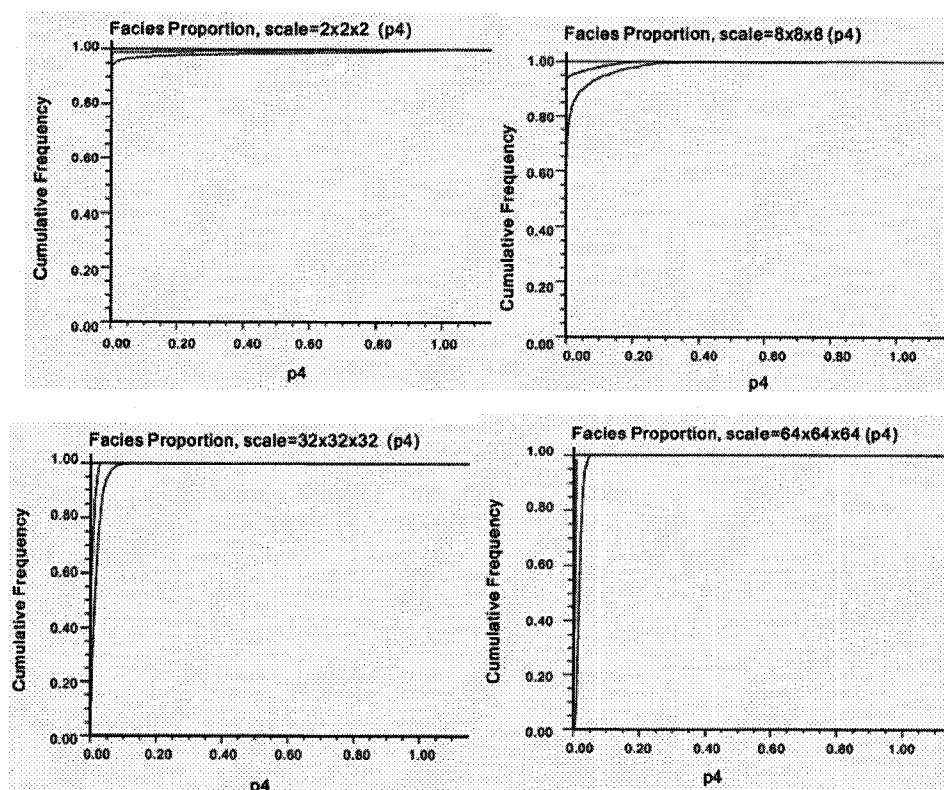 Facies Proportion, scale=2x2x2 (p4)
Cumulative Frequency
1.00
0.80
0.60
0.40
0.20
0.00
0.00 0.20 0.40 0.60 0.80 1.00
p4
Facies Proportion, scale=8x8x8 (p4)
Cumulative Frequency
1.00
0.80
0.60
0.40
0.20
0.00
0.00 0.20 0.40 0.60 0.80 1.00
p4
Facies Proportion, scale=32x32x32 (p4)
Cumulative Frequency
1.00
0.80
0.60
0.40
0.20
0.00
0.00 0.20 0.40 0.60 0.80 1.00
p4
Facies Proportion, scale=64x64x64 (p4)
Cumulative Frequency
1.00
0.80
0.60
0.40
0.20
0.00
0.00 0.20 0.40 0.60 0.80 1.00
p4